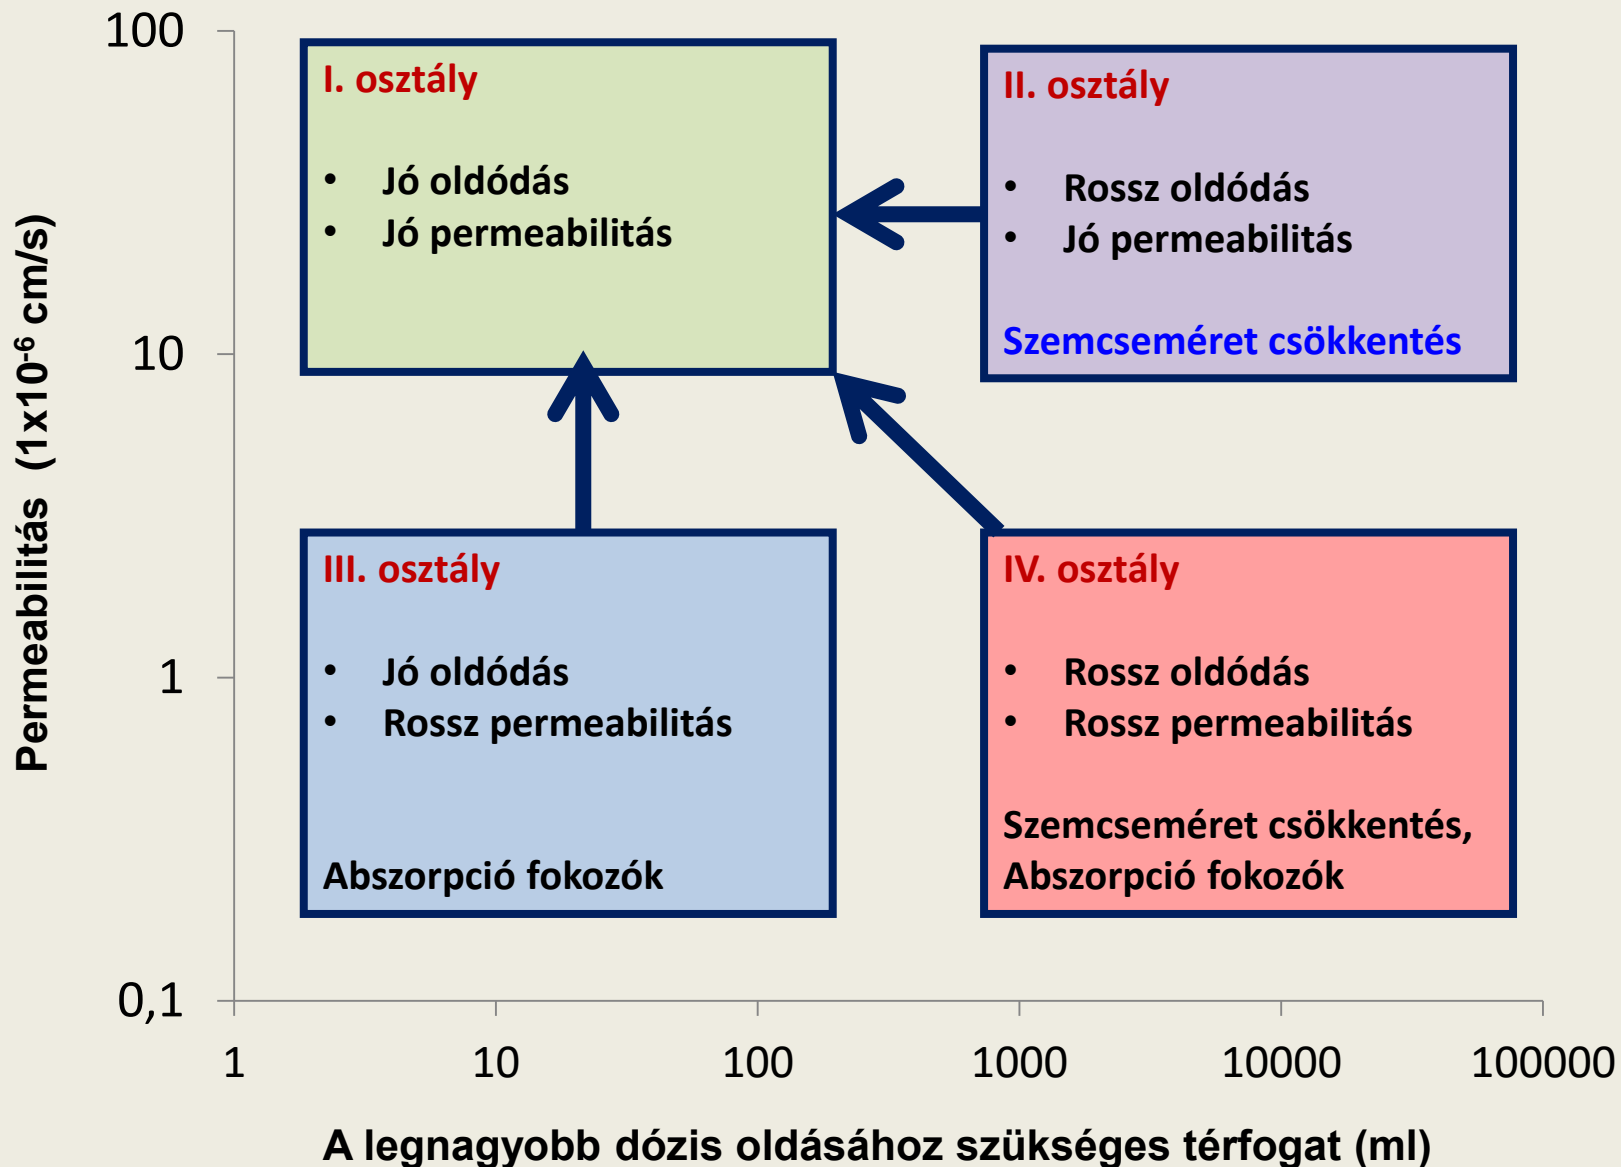 100
10
1
0,1
Permeabilitás (1x10⁻⁶ cm/s)
I. osztály
• Jó oldódás
• Jó permeabilitás
II. osztály
• Rossz oldódás
• Jó permeabilitás
Szemcseméret csökkentés
III. osztály
• Jó oldódás
• Rossz permeabilitás
Abszorpció fokozók
IV. osztály
• Rossz oldódás
• Rossz permeabilitás
Szemcseméret csökkentés,
Abszorpció fokozók
1 10 100 1000 10000 100000
A legnagyobb dózis oldásához szükséges térfogat (ml)